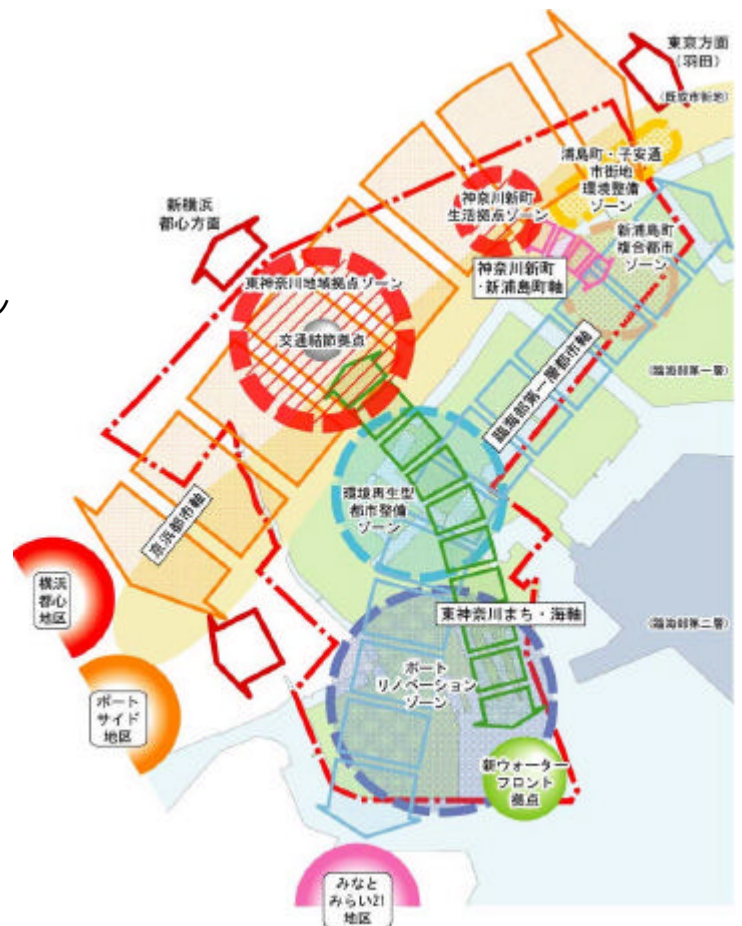 東京方面
(羽田)
(既成市街地)
浦島町・子安通
市街地
環境整備
ゾーン
神奈川新町
生活拠点ゾーン
新横浜
都心方面
新浦島町
複合都市
ゾーン
神奈川新町
・新浦島町軸
東神奈川地域拠点ゾーン
交通結節拠点
臨海部第一層都市軸
(臨海部第一層)
環境再生型
都市整備
ゾーン
京浜都市軸
横浜
都心
地区
東神奈川まち・海軸
(臨海部第二層)
ポート
リノベーション
ゾーン
ポート
サイド
地区
新ウォーター
フロント
拠点
みなと
みらい21
地区